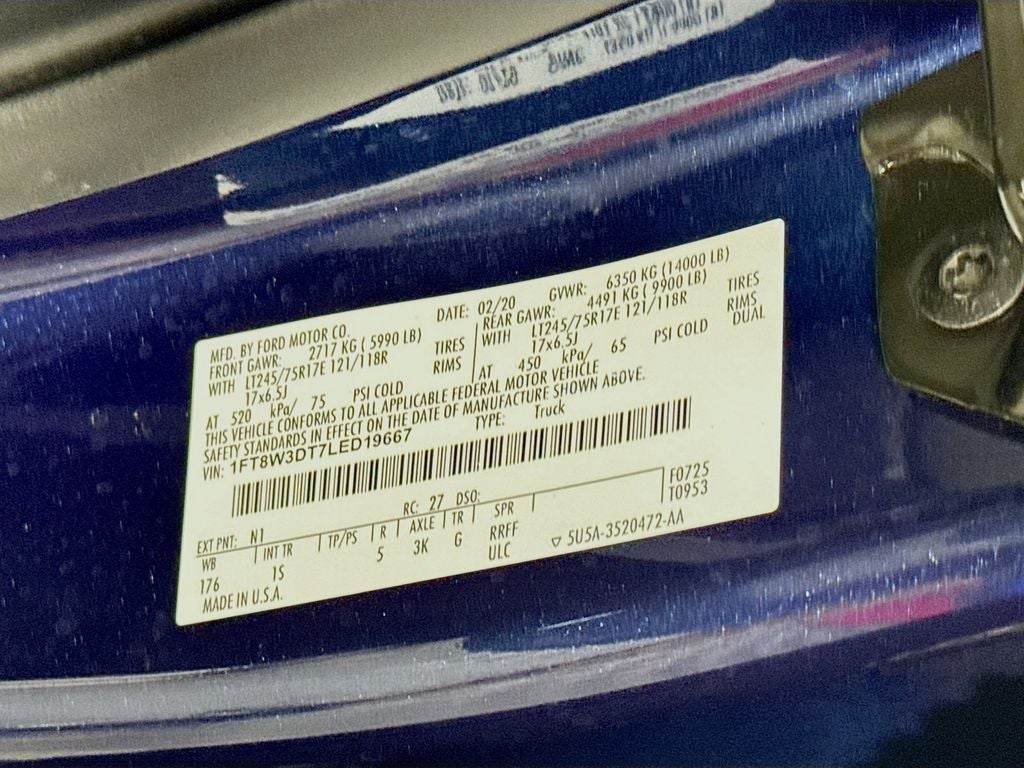 MFD. BY FORD MOTOR CO.
DATE: 02/20 GVWR: 6350 KG (14000 LB)
FRONT GAWR: 2717 KG ( 5990 LB)
REAR GAWR: 4491 KG ( 9900 LB)
WITH LT245/75R17E 121/118R TIRES
WITH LT245/75R17E 121/118R TIRES
17x6.5J RIMS
17x6.5J RIMS
AT 520 kPa/ 75 PSI COLD
AT 450 kPa/ 65 PSI COLD DUAL
THIS VEHICLE CONFORMS TO ALL APPLICABLE FEDERAL MOTOR VEHICLE
SAFETY STANDARDS IN EFFECT ON THE DATE OF MANUFACTURE SHOWN ABOVE.
VIN: 1FT8W3DT7LED19667
TYPE: Truck
F0725
T0953
EXT PNT: N1 RC: 27 DSO:
WB INT TR TP/PS R AXLE TR SPR
176 1S 5 3K G RRFF
ULC
MADE IN U.S.A.
▽ 5U5A-3520472-AA